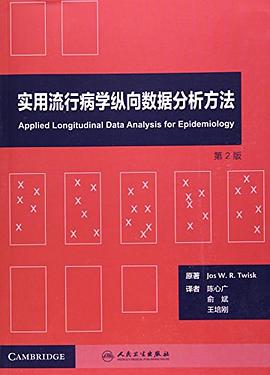 实用流行病学纵向数据分析方法
Applied Longitudinal Data Analysis for Epidemiology
第2版
原著 Jos W. R. Twisk
译者 陈心广
俞 斌
王培刚
CAMBRIDGE
人民卫生出版社